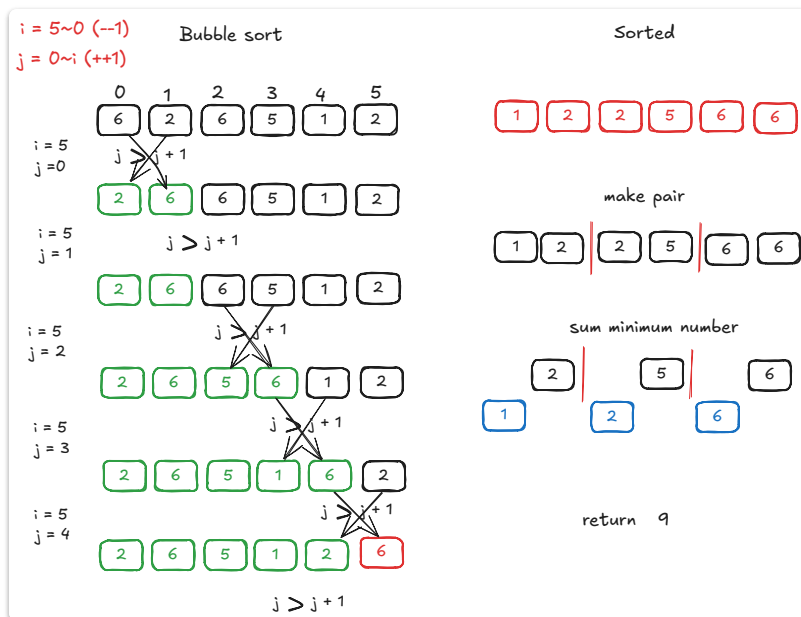 i = 5~0 (--1)
j = 0~i (++1)
Bubble sort
0 1 2 3 4 5
6 2 6 5 1 2
i = 5
j =0
j > j + 1
2 6 6 5 1 2
i = 5
j = 1
j > j + 1
2 6 6 5 1 2
i = 5
j = 2
j > j + 1
2 6 5 6 1 2
i = 5
j = 3
j > j + 1
2 6 5 1 6 2
i = 5
j = 4
j > j + 1
2 6 5 1 2 6
j > j + 1
Sorted
1 2 2 5 6 6
make pair
1 2 2 5 6 6
sum minimum number
2 5 6
1 2 6
return 9